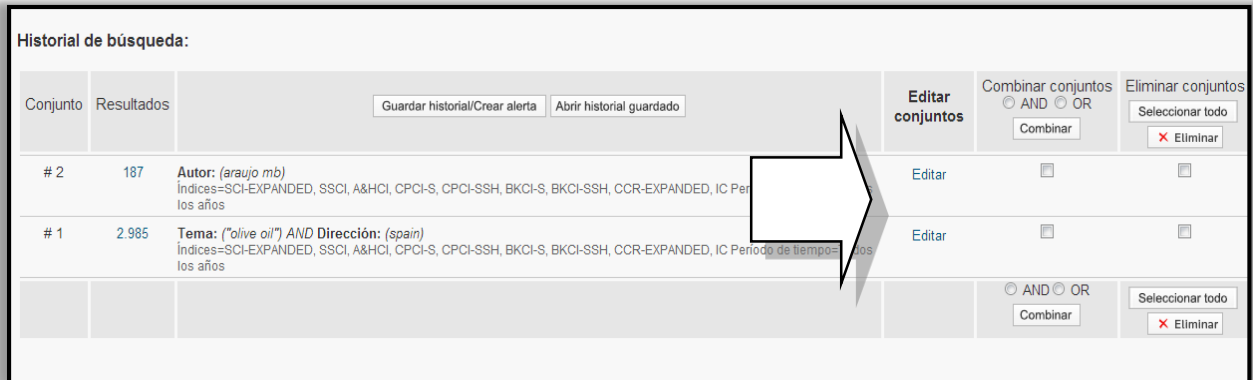 Historial de búsqueda:
Conjunto Resultados Guardar historial/Crear alerta Abrir historial guardado Editar conjuntos Combinar conjuntos AND OR Combinar Eliminar conjuntos Seleccionar todo Eliminar
# 2 187 Autor: (araujo mb) Editar
Índices=SCI-EXPANDED, SSCI, A&HCI, CPCI-S, CPCI-SSH, BKCI-S, BKCI-SSH, CCR-EXPANDED, IC
los años
# 1 2.985 Tema: ("olive oil") AND Dirección: (spain) Editar
Índices=SCI-EXPANDED, SSCI, A&HCI, CPCI-S, CPCI-SSH, BKCI-S, BKCI-SSH, CCR-EXPANDED, IC Período de tiempo=
los años
AND OR Combinar Seleccionar todo Eliminar